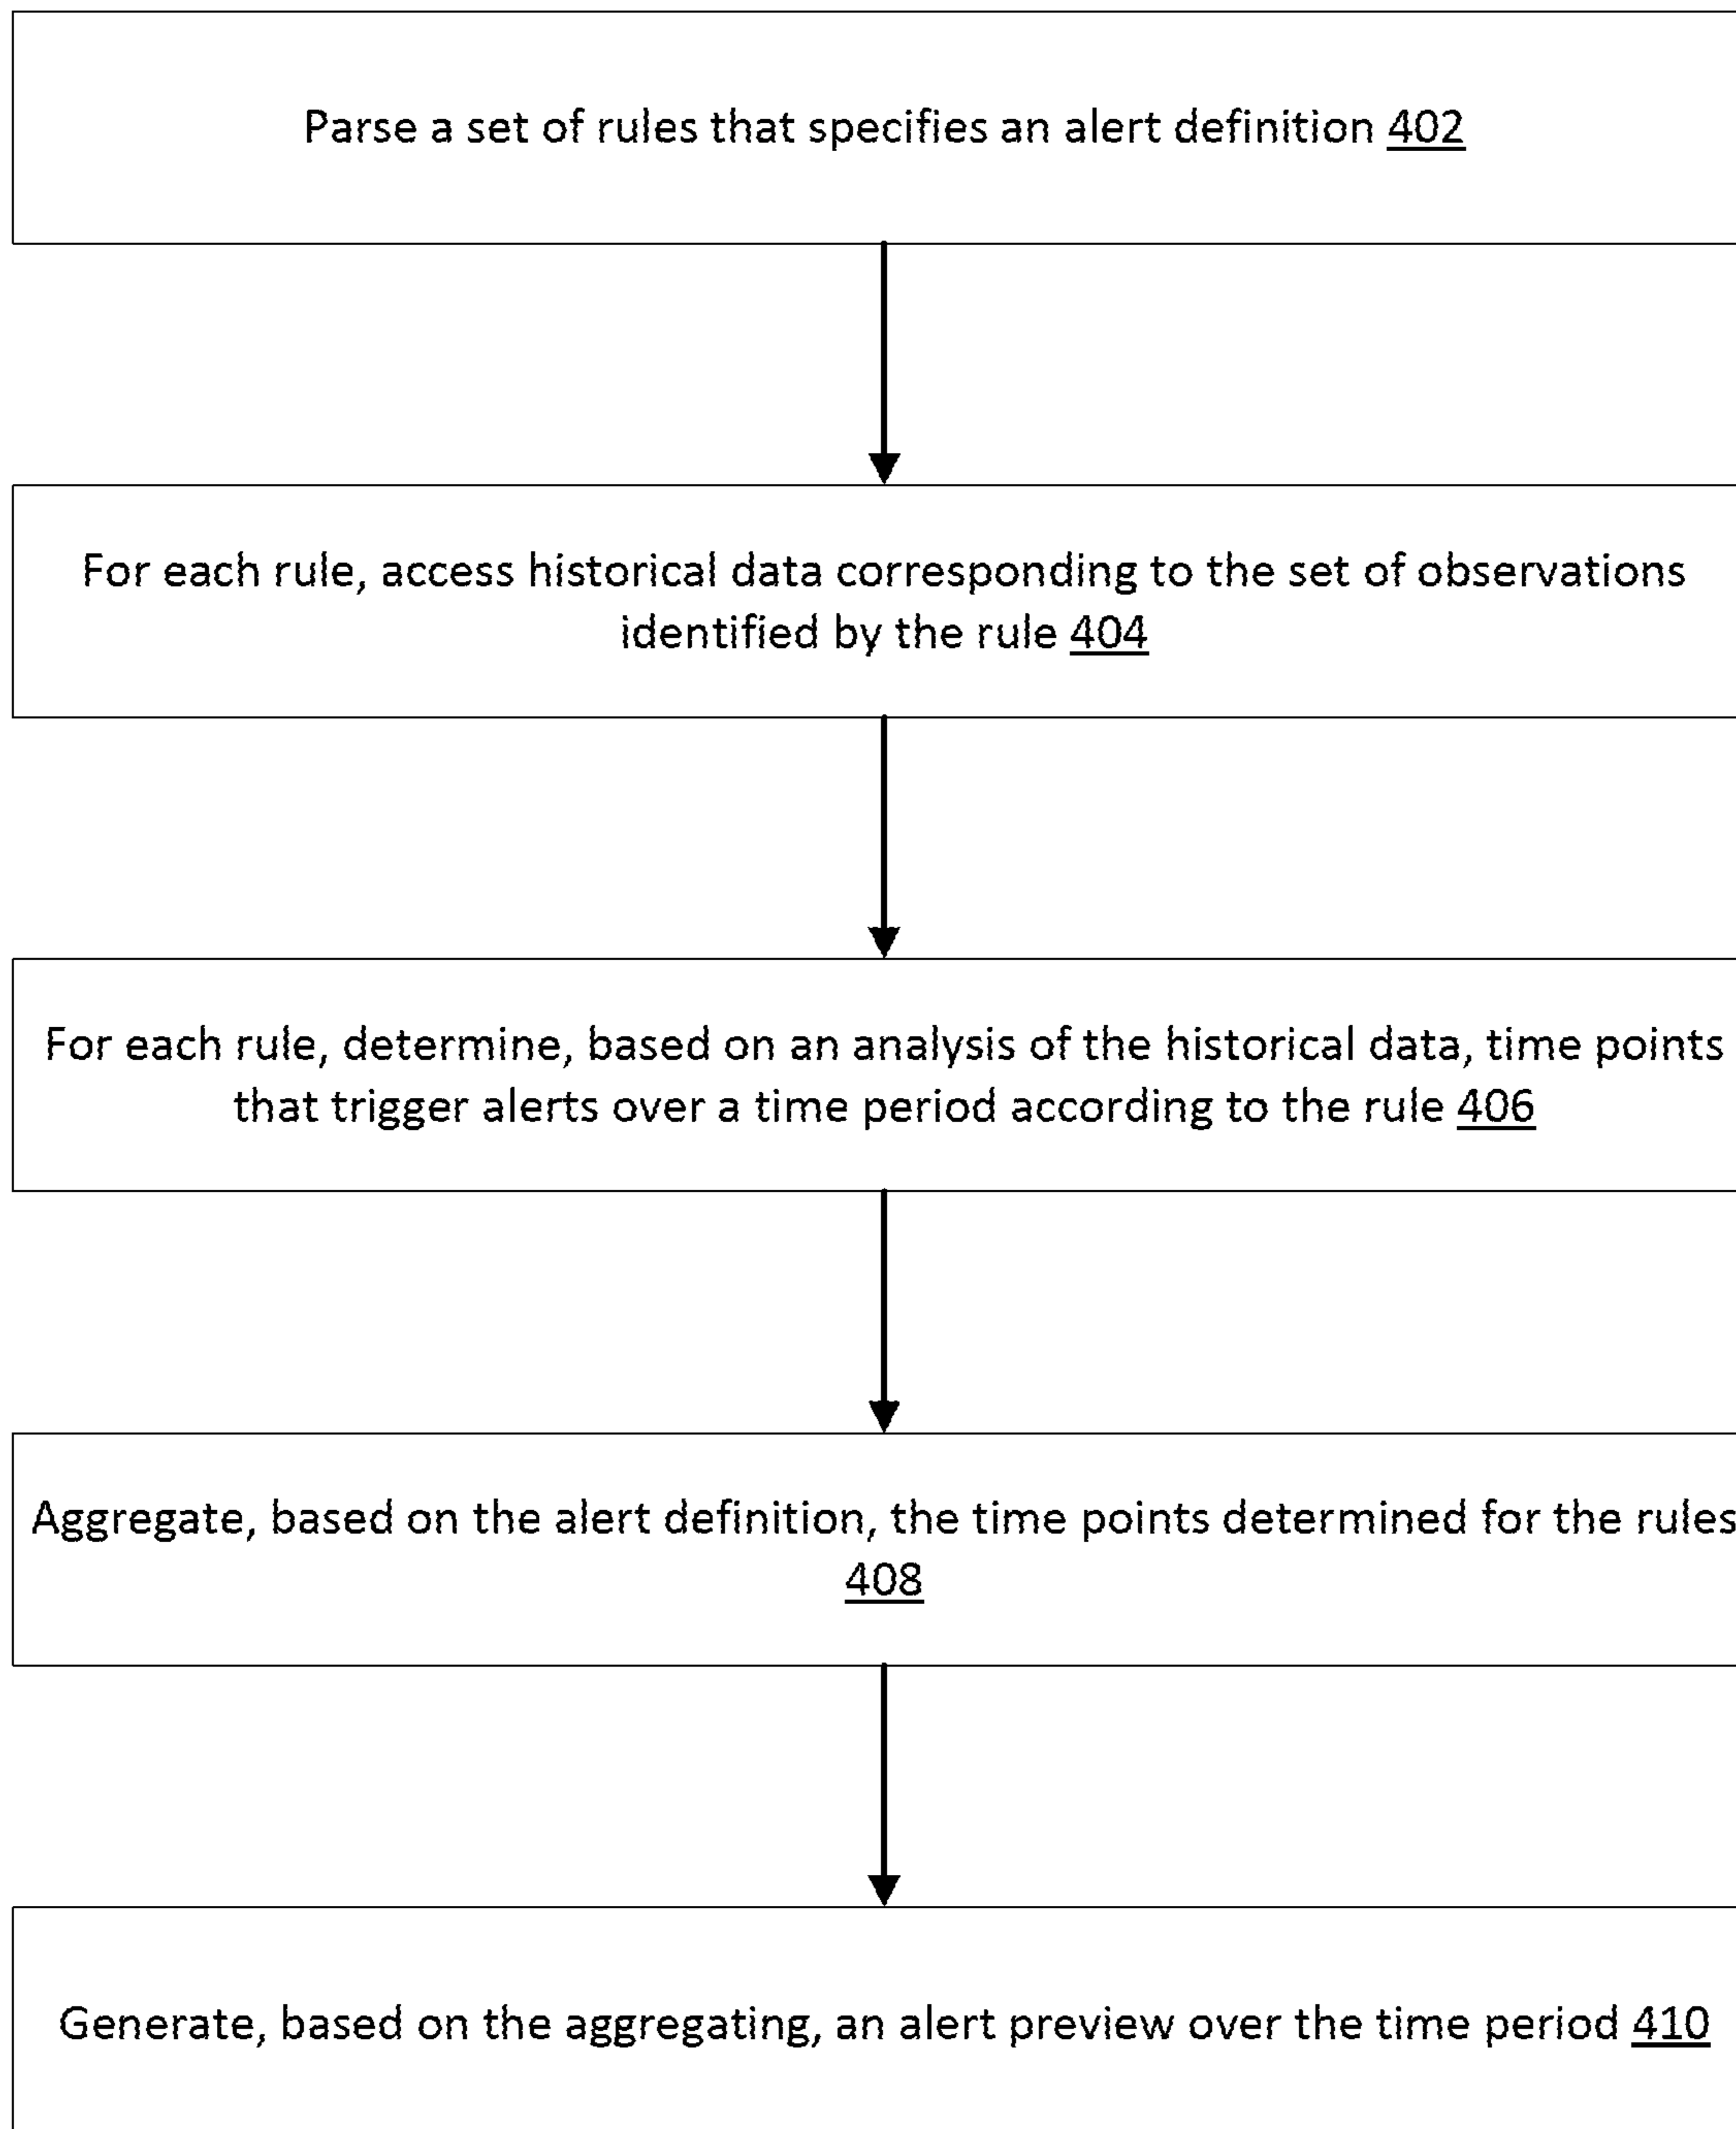 Parse a set of rules that specifies an alert definition 402
For each rule, access historical data corresponding to the set of observations
identified by the rule 404
For each rule, determine, based on an analysis of the historical data, time points
that trigger alerts over a time period according to the rule 406
Aggregate, based on the alert definition, the time points determined for the rules
408
Generate, based on the aggregating, an alert preview over the time period 410